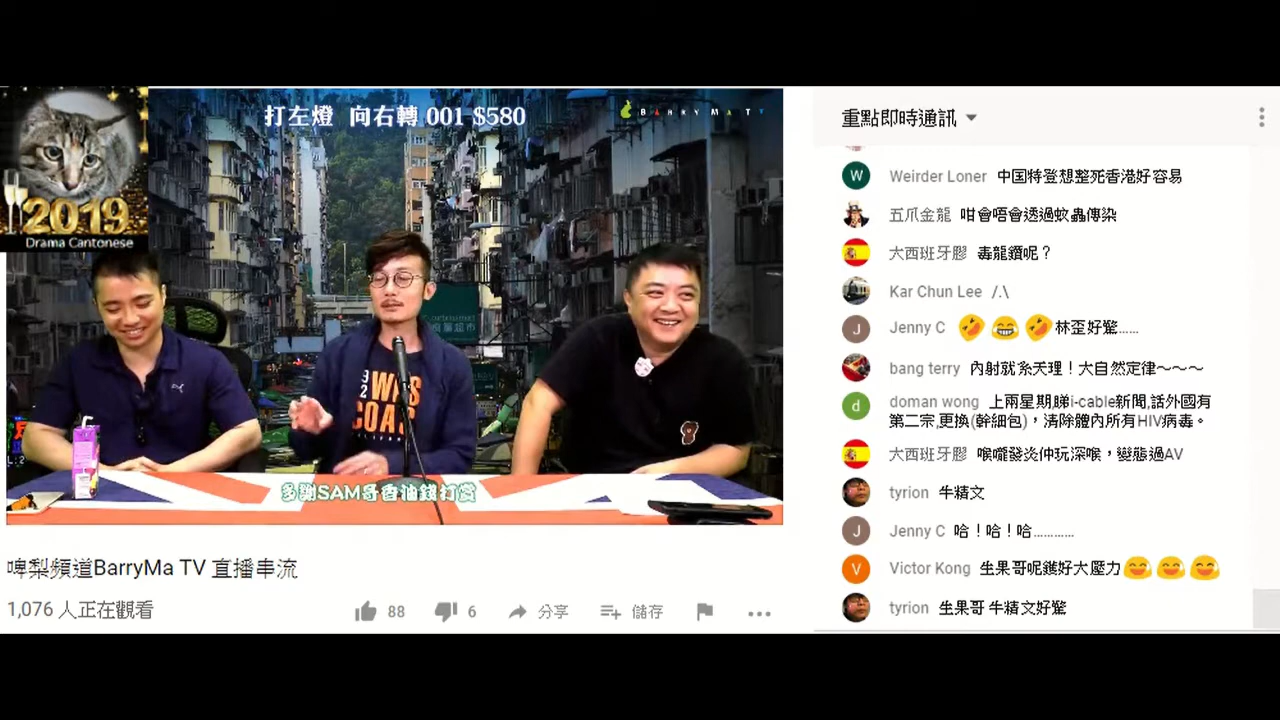 打左燈 向右轉 001 $580
BARRY MA TV
2019
Drama Cantonese
92
WES
COAS
多謝SAM哥香油錢打賞
啤梨頻道BarryMa TV 直播串流
1,076 人正在觀看
88
6
分享
儲存
重點即時通訊
Weirder Loner 中国特登想整死香港好容易
五爪金龍 咁會唔會透過蚊蟲傳染
大西班牙膠 毒龍鑽呢？
Kar Chun Lee /.\
Jenny C 🤣 😂 🤣 林歪好驚......
bang terry 內射就系天理！大自然定律～～～
doman wong 上兩星期睇i-cable新聞,話外國有
第二宗,更換(幹細包)，清除體內所有HIV病毒。
大西班牙膠 喉嚨發炎仲玩深喉，變態過AV
tyrion 牛精文
Jenny C 哈！哈！哈............
Victor Kong 坐果哥呢鑊好大壓力😄😄😄
tyrion 坐果哥 牛精文好驚